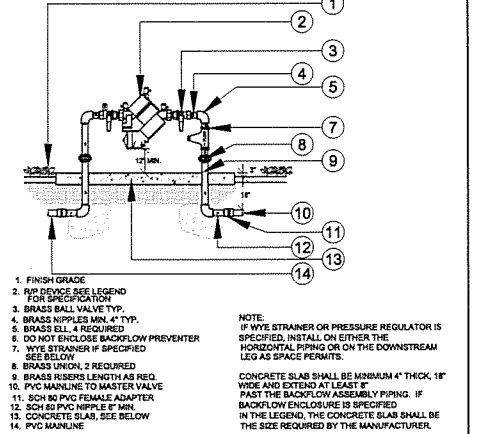 1
2
3
4
5
7
8
9
12" MIN.
3"
18"
10
11
12
13
14
1. FINISH GRADE
2. R/P DEVICE SEE LEGEND
FOR SPECIFICATION
3. BRASS BALL VALVE TYP.
4. BRASS NIPPLES MIN. 4" TYP.
5. BRASS ELL, 4 REQUIRED
6. DO NOT ENCLOSE BACKFLOW PREVENTER
7. WYE STRAINER IF SPECIFIED
SEE BELOW
8. BRASS UNION, 2 REQUIRED
9. BRASS RISERS LENGTH AS REQ.
10. PVC MAINLINE TO MASTER VALVE
11. SCH 80 PVC FEMALE ADAPTER
12. SCH 80 PVC NIPPLE 6" MIN.
13. CONCRETE SLAB, SEE BELOW
14. PVC MAINLINE
NOTE:
IF WYE STRAINER OR PRESSURE REGULATOR IS
SPECIFIED, INSTALL ON EITHER THE
HORIZONTAL PIPING OR ON THE DOWNSTREAM
LEG AS SPACE PERMITS.
CONCRETE SLAB SHALL BE MINIMUM 4" THICK, 18"
WIDE AND EXTEND AT LEAST 8"
PAST THE BACKFLOW ASSEMBLY PIPING. IF
BACKFLOW ENCLOSURE IS SPECIFIED
IN THE LEGEND, THE CONCRETE SLAB SHALL BE
THE SIZE REQUIRED BY THE MANUFACTURER.